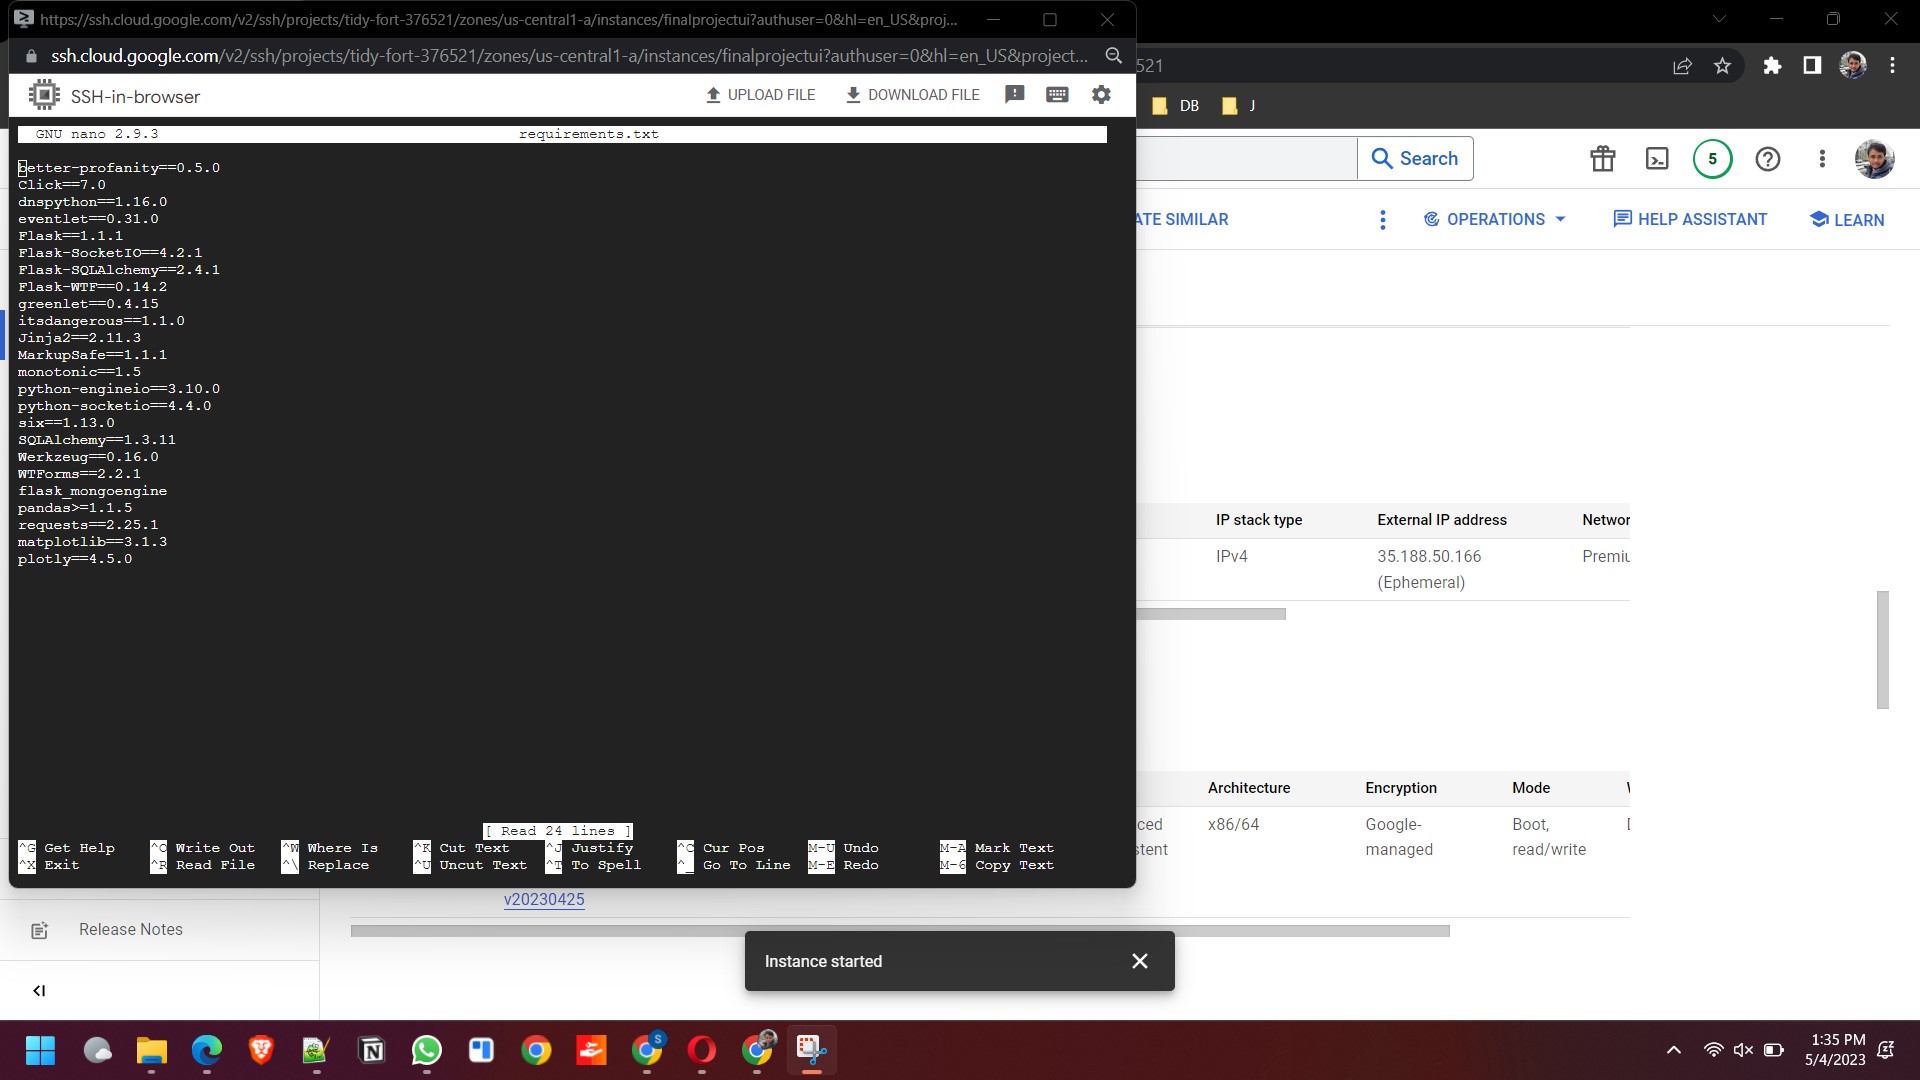 https://ssh.cloud.google.com/v2/ssh/projects/tidy-fort-376521/zones/us-central1-a/instances/finalprojectui?authuser=0&hl=en_US&proj...
ssh.cloud.google.com/v2/ssh/projects/tidy-fort-376521/zones/us-central1-a/instances/finalprojectui?authuser=0&hl=en_US&project...
521
SSH-in-browser
UPLOAD FILE
DOWNLOAD FILE
DB
J
GNU nano 2.9.3
requirements.txt
better-profanity==0.5.0
Click==7.0
dnspython==1.16.0
eventlet==0.31.0
Flask==1.1.1
Flask-SocketIO==4.2.1
Flask-SQLAlchemy==2.4.1
Flask-WTF==0.14.2
greenlet==0.4.15
itsdangerous==1.1.0
Jinja2==2.11.3
MarkupSafe==1.1.1
monotonic==1.5
python-engineio==3.10.0
python-socketio==4.4.0
six==1.13.0
SQLAlchemy==1.3.11
Werkzeug==0.16.0
WTForms==2.2.1
flask_mongoengine
pandas>=1.1.5
requests==2.25.1
matplotlib==3.1.3
plotly==4.5.0
[ Read 24 lines ]
^G Get Help ^O Write Out ^W Where Is ^K Cut Text ^J Justify ^C Cur Pos M-U Undo M-A Mark Text
^X Exit ^R Read File ^\ Replace ^U Uncut Text ^T To Spell ^_ Go To Line M-E Redo M-6 Copy Text
Search
5
ATE SIMILAR
OPERATIONS
HELP ASSISTANT
LEARN
IP stack type
External IP address
Networ
IPv4
35.188.50.166
(Ephemeral)
Premiu
Architecture
Encryption
Mode
ced
stent
x86/64
Google-
managed
Boot,
read/write
v20230425
Release Notes
Instance started
S
1:35 PM
5/4/2023